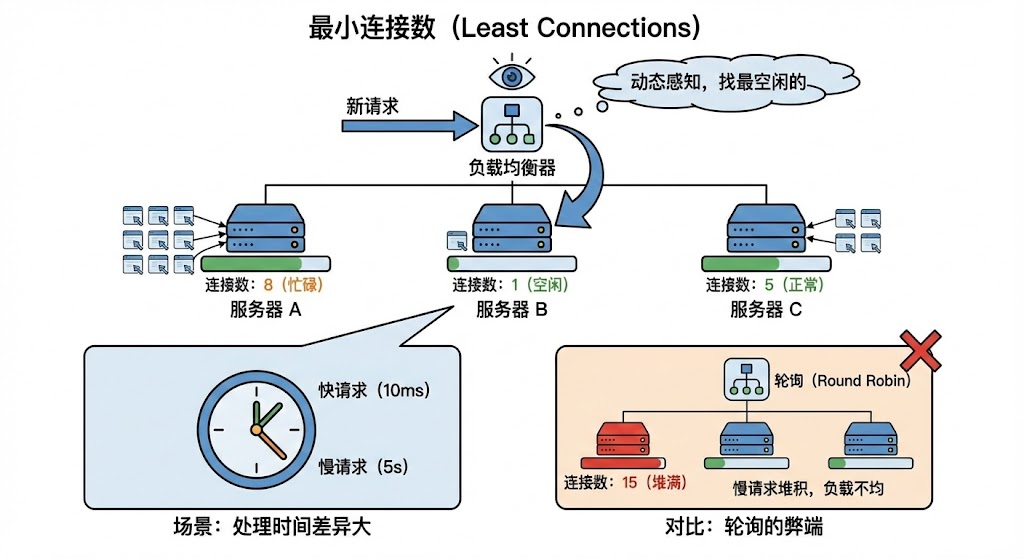 最小连接数（Least Connections）
动态感知，找最空闲的
新请求
负载均衡器
连接数：8（忙碌）
服务器 A
连接数：1（空闲）
服务器 B
连接数：5（正常）
服务器 C
快请求（10ms）
慢请求（5s）
场景：处理时间差异大
轮询（Round Robin）
连接数：15（堆满）
慢请求堆积，负载不均
对比：轮询的弊端